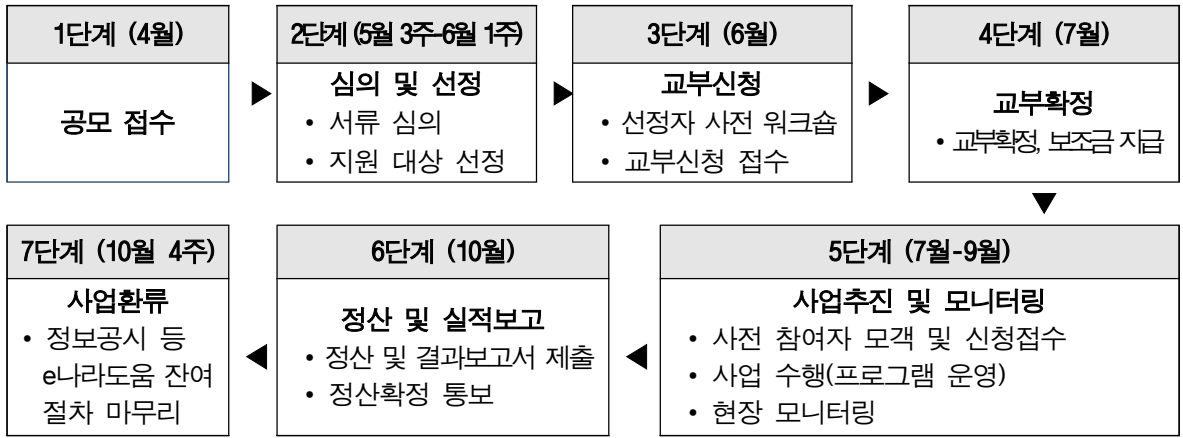 1단계 (4월)
공모 접수
2단계 (5월 3주-6월 1주)
심의 및 선정
• 서류 심의
• 지원 대상 선정
3단계 (6월)
교부신청
• 선정자 사전 워크숍
• 교부신청 접수
4단계 (7월)
교부확정
• 교부확정, 보조금 지급
5단계 (7월-9월)
사업추진 및 모니터링
• 사전 참여자 모객 및 신청접수
• 사업 수행(프로그램 운영)
• 현장 모니터링
6단계 (10월)
정산 및 실적보고
• 정산 및 결과보고서 제출
• 정산확정 통보
7단계 (10월 4주)
사업환류
• 정보공시 등
e나라도움 잔여
절차 마무리